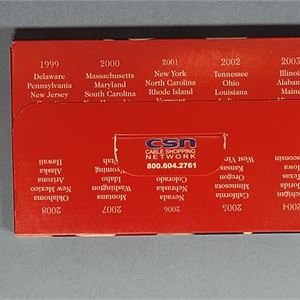 1999
Delaware
Pennsylvania
New Jersey
2000
Massachusetts
Maryland
South Carolina
2001
New York
North Carolina
Rhode Island
Vermont
2002
Tennessee
Ohio
Louisiana
2003
Illinois
Alabama
Maine
csn
CABLE SHOPPING
NETWORK
800.604.2761
2004
Michigan
Florida
Texas
Iowa
2005
California
Minnesota
Oregon
Kansas
West Vir
2006
Nevada
Nebraska
Colorado
2007
Montana
Washington
Idaho
Wyoming
Utah
2008
Oklahoma
New Mexico
Arizona
Alaska
Hawaii